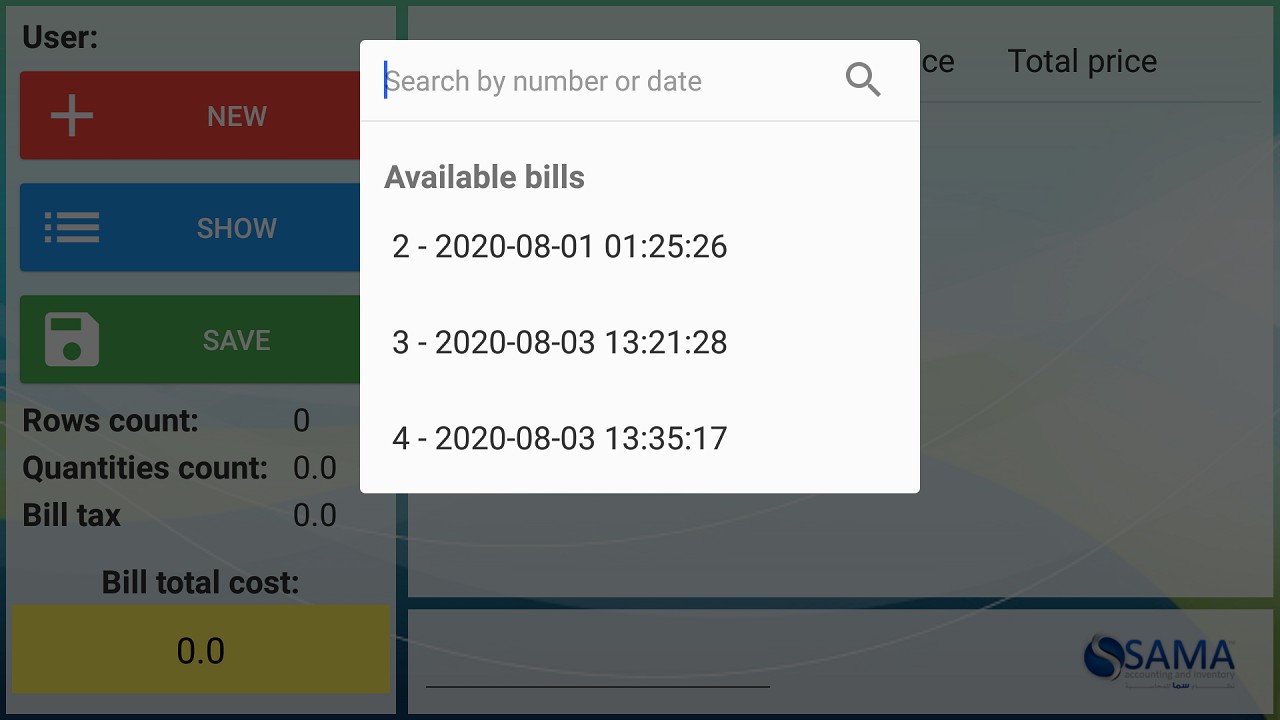 User:
NEW
SHOW
SAVE
Rows count: 0
Quantities count: 0.0
Bill tax 0.0
Bill total cost:
0.0
Search by number or date
Available bills
2 - 2020-08-01 01:25:26
3 - 2020-08-03 13:21:28
4 - 2020-08-03 13:35:17
ce Total price
SAMA
accounting and inventory
سما